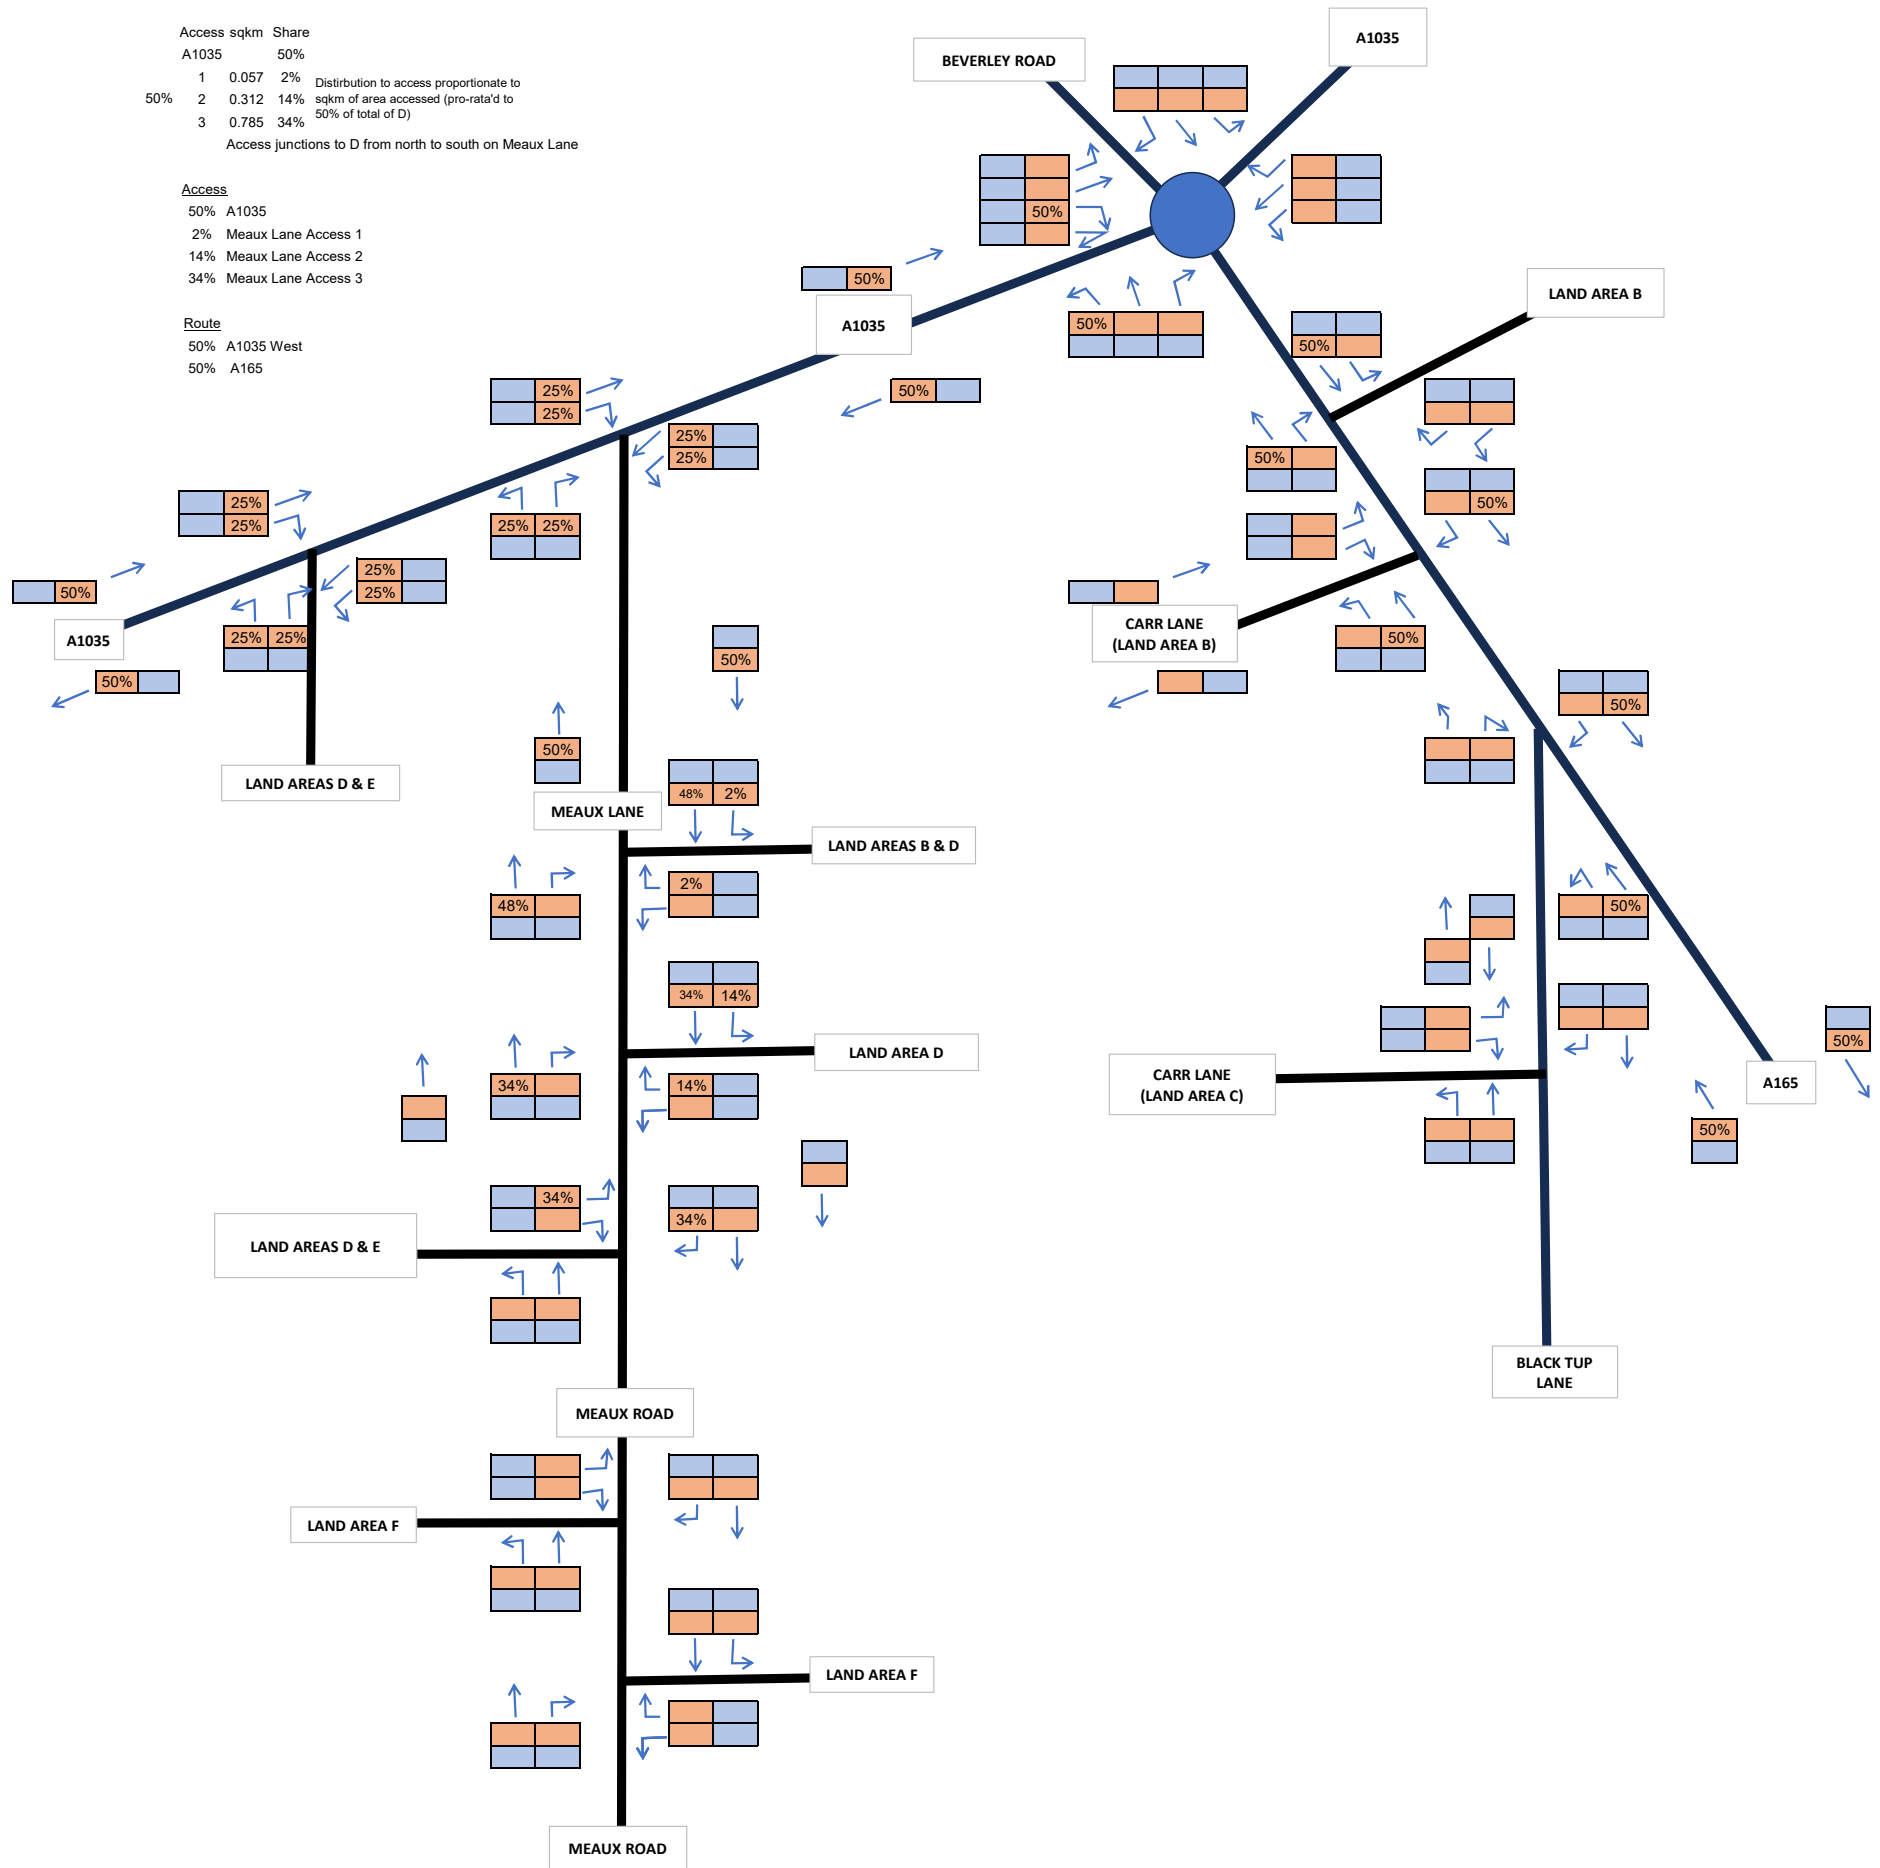 Access sqkm Share
A1035 50%
1 0.057 2%
50% 2 0.312 14%
3 0.785 34%
Distirbution to access proportionate to
sqkm of area accessed (pro-rata'd to
50% of total of D)
Access junctions to D from north to south on Meaux Lane
Access
50% A1035
2% Meaux Lane Access 1
14% Meaux Lane Access 2
34% Meaux Lane Access 3
Route
50% A1035 West
50% A165
BEVERLEY ROAD
A1035
50%
50%
A1035
50%
50%
LAND AREA B
50%
50%
50%
CARR LANE
(LAND AREA B)
50%
25%
25%
25%
25%
25% 25%
25%
25%
25%
25%
25% 25%
50%
A1035
50%
LAND AREAS D & E
50%
50%
MEAUX LANE
48% 2%
LAND AREAS B & D
2%
48%
34% 14%
LAND AREA D
34%
14%
34%
34%
LAND AREAS D & E
MEAUX ROAD
LAND AREA F
LAND AREA F
MEAUX ROAD
50%
50%
CARR LANE
(LAND AREA C)
50%
A165
50%
BLACK TUP
LANE